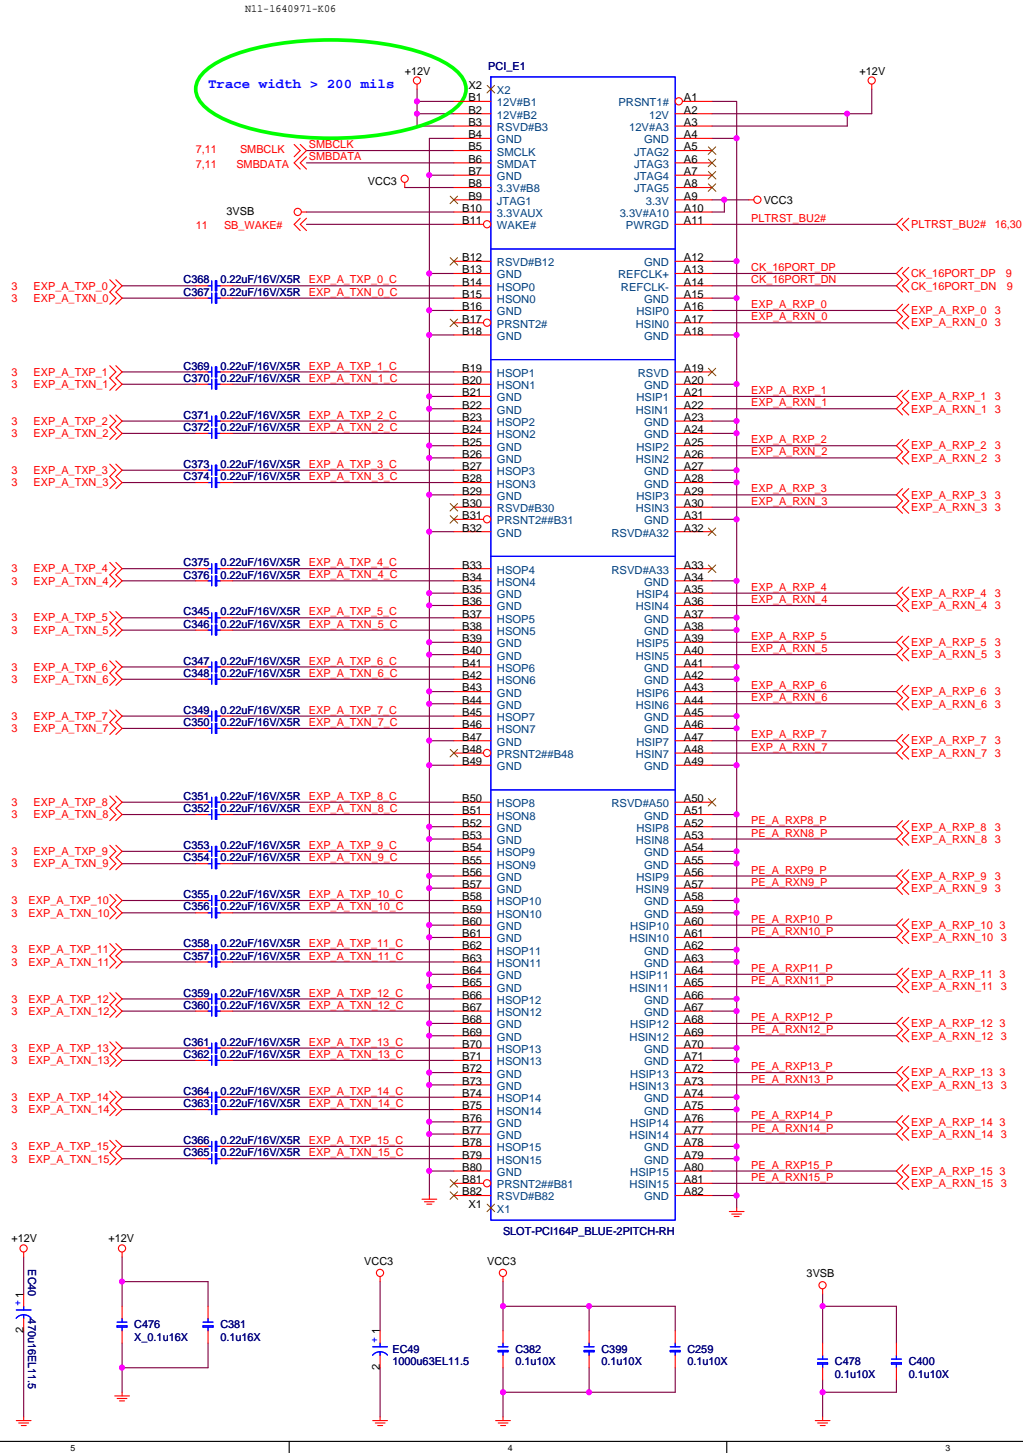 N11-1640971-K06
Trace width > 200 mils
+12V
PCI_E1
+12V
X2 X2
B1 12V#B1 PRSNT1# A1
B2 12V#B2 12V A2
B3 RSVD#B3 12V#A3 A3
B4 GND GND A4
7,11 SMBCLK SMBCLK B5 SMCLK JTAG2 A5
7,11 SMBDATA SMBDATA B6 SMDAT JTAG3 A6
B7 GND JTAG4 A7
VCC3 B8 3.3V#B8 JTAG5 A8
B9 JTAG1 3.3V A9 VCC3
3VSB B10 3.3VAUX 3.3V#A10 A10
11 SB_WAKE# B11 WAKE# PWRGD A11 PLTRST_BU2# PLTRST_BU2# 16,30
B12 RSVD#B12 GND A12
B13 GND REFCLK+ A13 CK_16PORT_DP CK_16PORT_DP 9
3 EXP_A_TXP_0 C368 0.22uF/16V/X5R EXP_A_TXP_0_C B14 HSOP0 REFCLK- A14 CK_16PORT_DN CK_16PORT_DN 9
3 EXP_A_TXN_0 C367 0.22uF/16V/X5R EXP_A_TXN_0_C B15 HSON0 GND A15
B16 GND HSIP0 A16 EXP_A_RXP_0 EXP_A_RXP_0 3
B17 PRSNT2# HSIN0 A17 EXP_A_RXN_0 EXP_A_RXN_0 3
B18 GND GND A18
3 EXP_A_TXP_1 C369 0.22uF/16V/X5R EXP_A_TXP_1_C B19 HSOP1 RSVD A19
3 EXP_A_TXN_1 C370 0.22uF/16V/X5R EXP_A_TXN_1_C B20 HSON1 GND A20
B21 GND HSIP1 A21 EXP_A_RXP_1 EXP_A_RXP_1 3
B22 GND HSIN1 A22 EXP_A_RXN_1 EXP_A_RXN_1 3
3 EXP_A_TXP_2 C371 0.22uF/16V/X5R EXP_A_TXP_2_C B23 HSOP2 GND A23
3 EXP_A_TXN_2 C372 0.22uF/16V/X5R EXP_A_TXN_2_C B24 HSON2 GND A24
B25 GND HSIP2 A25 EXP_A_RXP_2 EXP_A_RXP_2 3
B26 GND HSIN2 A26 EXP_A_RXN_2 EXP_A_RXN_2 3
3 EXP_A_TXP_3 C373 0.22uF/16V/X5R EXP_A_TXP_3_C B27 HSOP3 GND A27
3 EXP_A_TXN_3 C374 0.22uF/16V/X5R EXP_A_TXN_3_C B28 HSON3 GND A28
B29 GND HSIP3 A29 EXP_A_RXP_3 EXP_A_RXP_3 3
B30 RSVD#B30 HSIN3 A30 EXP_A_RXN_3 EXP_A_RXN_3 3
B31 PRSNT2##B31 GND A31
B32 GND RSVD#A32 A32
3 EXP_A_TXP_4 C375 0.22uF/16V/X5R EXP_A_TXP_4_C B33 HSOP4 RSVD#A33 A33
3 EXP_A_TXN_4 C376 0.22uF/16V/X5R EXP_A_TXN_4_C B34 HSON4 GND A34
B35 GND HSIP4 A35 EXP_A_RXP_4 EXP_A_RXP_4 3
B36 GND HSIN4 A36 EXP_A_RXN_4 EXP_A_RXN_4 3
3 EXP_A_TXP_5 C345 0.22uF/16V/X5R EXP_A_TXP_5_C B37 HSOP5 GND A37
3 EXP_A_TXN_5 C346 0.22uF/16V/X5R EXP_A_TXN_5_C B38 HSON5 GND A38
B39 GND HSIP5 A39 EXP_A_RXP_5 EXP_A_RXP_5 3
B40 GND HSIN5 A40 EXP_A_RXN_5 EXP_A_RXN_5 3
3 EXP_A_TXP_6 C347 0.22uF/16V/X5R EXP_A_TXP_6_C B41 HSOP6 GND A41
3 EXP_A_TXN_6 C348 0.22uF/16V/X5R EXP_A_TXN_6_C B42 HSON6 GND A42
B43 GND HSIP6 A43 EXP_A_RXP_6 EXP_A_RXP_6 3
B44 GND HSIN6 A44 EXP_A_RXN_6 EXP_A_RXN_6 3
3 EXP_A_TXP_7 C349 0.22uF/16V/X5R EXP_A_TXP_7_C B45 HSOP7 GND A45
3 EXP_A_TXN_7 C350 0.22uF/16V/X5R EXP_A_TXN_7_C B46 HSON7 GND A46
B47 GND HSIP7 A47 EXP_A_RXP_7 EXP_A_RXP_7 3
B48 PRSNT2##B48 HSIN7 A48 EXP_A_RXN_7 EXP_A_RXN_7 3
B49 GND GND A49
3 EXP_A_TXP_8 C351 0.22uF/16V/X5R EXP_A_TXP_8_C B50 HSOP8 RSVD#A50 A50
3 EXP_A_TXN_8 C352 0.22uF/16V/X5R EXP_A_TXN_8_C B51 HSON8 GND A51
B52 GND HSIP8 A52 PE_A_RXP8_P EXP_A_RXP_8 3
B53 GND HSIN8 A53 PE_A_RXN8_P EXP_A_RXN_8 3
3 EXP_A_TXP_9 C353 0.22uF/16V/X5R EXP_A_TXP_9_C B54 HSOP9 GND A54
3 EXP_A_TXN_9 C354 0.22uF/16V/X5R EXP_A_TXN_9_C B55 HSON9 GND A55
B56 GND HSIP9 A56 PE_A_RXP9_P EXP_A_RXP_9 3
B57 GND HSIN9 A57 PE_A_RXN9_P EXP_A_RXN_9 3
3 EXP_A_TXP_10 C355 0.22uF/16V/X5R EXP_A_TXP_10_C B58 HSOP10 GND A58
3 EXP_A_TXN_10 C356 0.22uF/16V/X5R EXP_A_TXN_10_C B59 HSON10 GND A59
B60 GND HSIP10 A60 PE_A_RXP10_P EXP_A_RXP_10 3
B61 GND HSIN10 A61 PE_A_RXN10_P EXP_A_RXN_10 3
3 EXP_A_TXP_11 C358 0.22uF/16V/X5R EXP_A_TXP_11_C B62 HSOP11 GND A62
3 EXP_A_TXN_11 C357 0.22uF/16V/X5R EXP_A_TXN_11_C B63 HSON11 GND A63
B64 GND HSIP11 A64 PE_A_RXP11_P EXP_A_RXP_11 3
B65 GND HSIN11 A65 PE_A_RXN11_P EXP_A_RXN_11 3
3 EXP_A_TXP_12 C359 0.22uF/16V/X5R EXP_A_TXP_12_C B66 HSOP12 GND A66
3 EXP_A_TXN_12 C360 0.22uF/16V/X5R EXP_A_TXN_12_C B67 HSON12 GND A67
B68 GND HSIP12 A68 PE_A_RXP12_P EXP_A_RXP_12 3
B69 GND HSIN12 A69 PE_A_RXN12_P EXP_A_RXN_12 3
3 EXP_A_TXP_13 C361 0.22uF/16V/X5R EXP_A_TXP_13_C B70 HSOP13 GND A70
3 EXP_A_TXN_13 C362 0.22uF/16V/X5R EXP_A_TXN_13_C B71 HSON13 GND A71
B72 GND HSIP13 A72 PE_A_RXP13_P EXP_A_RXP_13 3
B73 GND HSIN13 A73 PE_A_RXN13_P EXP_A_RXN_13 3
3 EXP_A_TXP_14 C364 0.22uF/16V/X5R EXP_A_TXP_14_C B74 HSOP14 GND A74
3 EXP_A_TXN_14 C363 0.22uF/16V/X5R EXP_A_TXN_14_C B75 HSON14 GND A75
B76 GND HSIP14 A76 PE_A_RXP14_P EXP_A_RXP_14 3
B77 GND HSIN14 A77 PE_A_RXN14_P EXP_A_RXN_14 3
3 EXP_A_TXP_15 C366 0.22uF/16V/X5R EXP_A_TXP_15_C B78 HSOP15 GND A78
3 EXP_A_TXN_15 C365 0.22uF/16V/X5R EXP_A_TXN_15_C B79 HSON15 GND A79
B80 GND HSIP15 A80 PE_A_RXP15_P EXP_A_RXP_15 3
B81 PRSNT2##B81 HSIN15 A81 PE_A_RXN15_P EXP_A_RXN_15 3
B82 RSVD#B82 GND A82
X1 X1
SLOT-PCI164P_BLUE-2PITCH-RH
+12V +12V
VCC3 VCC3 3VSB
EC40
470u16EL11.5
1 +
2
C476
X_0.1u16X
C381
0.1u16X
+ 1
2
EC49
1000u63EL11.5
C382
0.1u10X
C399
0.1u10X
C259
0.1u10X
C478
0.1u10X
C400
0.1u10X
5 4 3